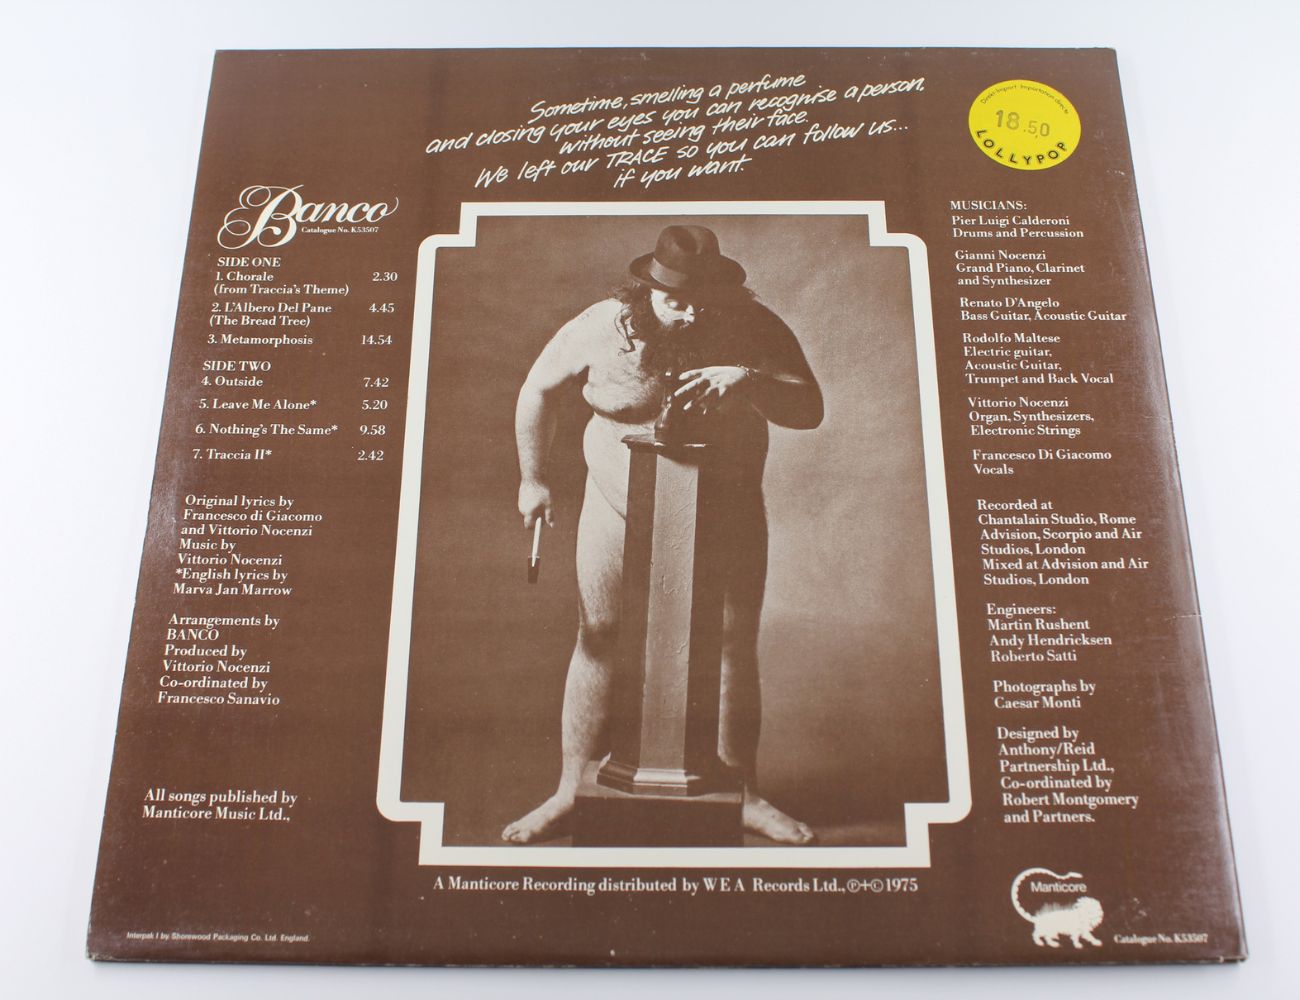 Sometime, smelling a perfume
and closing your eyes you can recognise a person.
without seeing their face.
We left our TRACE so you can follow us...
if you want.
18.50
LOLLYPOP
Banco
Catalogue No. K53507
SIDE ONE
1. Chorale 2.30
(from Traccia's Theme)
2. L'Albero Del Pane 4.45
(The Bread Tree)
3. Metamorphosis 14.54
SIDE TWO
4. Outside 7.42
5. Leave Me Alone* 5.20
6. Nothing's The Same* 9.58
7. Traccia II* 2.42
Original lyrics by
Francesco di Giacomo
and Vittorio Nocenzi
Music by
Vittorio Nocenzi
*English lyrics by
Marva Jan Marrow
Arrangements by
BANCO
Produced by
Vittorio Nocenzi
Co-ordinated by
Francesco Sanavio
All songs published by
Manticore Music Ltd.,
MUSICIANS:
Pier Luigi Calderoni
Drums and Percussion
Gianni Nocenzi
Grand Piano, Clarinet
and Synthesizer
Renato D'Angelo
Bass Guitar, Acoustic Guitar
Rodolfo Maltese
Electric guitar,
Acoustic Guitar,
Trumpet and Back Vocal
Vittorio Nocenzi
Organ, Synthesizers,
Electronic Strings
Francesco Di Giacomo
Vocals
Recorded at
Chantalain Studio, Rome
Advision, Scorpio and Air
Studios, London
Mixed at Advision and Air
Studios, London
Engineers:
Martin Rushent
Andy Hendricksen
Roberto Satti
Photographs by
Caesar Monti
Designed by
Anthony/Reid
Partnership Ltd.,
Co-ordinated by
Robert Montgomery
and Partners.
A Manticore Recording distributed by WEA Records Ltd., ℗+© 1975
Manticore
Interpak I by Shorewood Packaging Co. Ltd. England.
Catalogue No. K53507